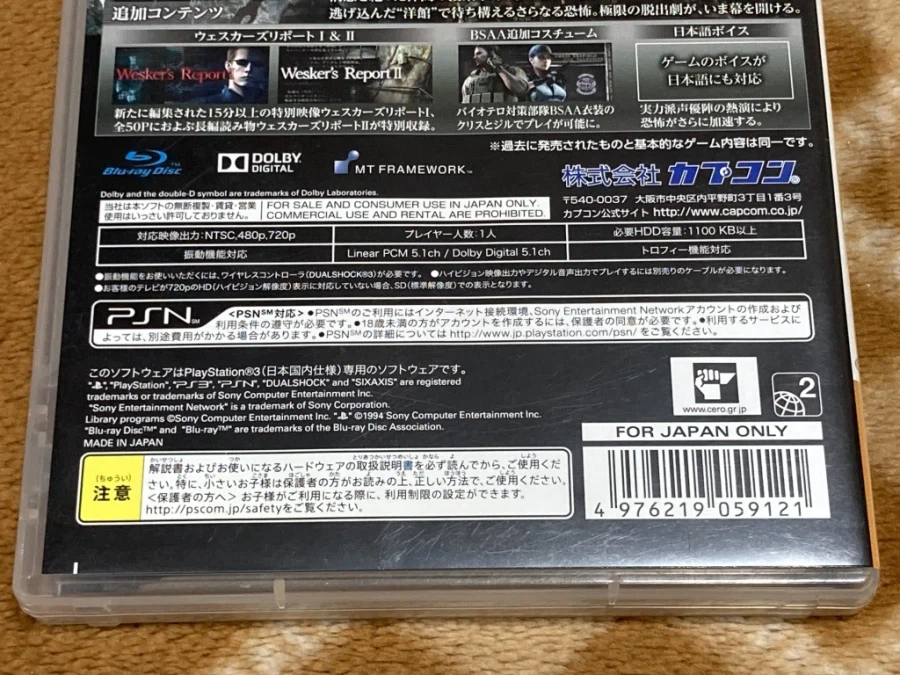 追加コンテンツ
逃げ込んだ“洋館”で待ち構えるさらなる恐怖。極限の脱出劇が、いま幕を開ける。
ウェスカーズリポートⅠ&Ⅱ
BSAA追加コスチューム
日本語ボイス
Wesker's Report
Wesker's Report Ⅱ
ゲームのボイスが
日本語にも対応
新たに編集された15分以上の特別映像ウェスカーズリポートⅠ、
全50Pにおよぶ長編読み物ウェスカーズリポートⅡが特別収録。
バイオテロ対策部隊BSAA衣装の
クリスとジルでプレイが可能に。
実力派声優陣の熱演により
恐怖がさらに加速する。
※過去に発売されたものと基本的なゲーム内容は同一です。
Blu-ray Disc™
DOLBY
DIGITAL
MT FRAMEWORK™
株式会社 カプコン®
Dolby and the double-D symbol are trademarks of Dolby Laboratories.
〒540-0037 大阪市中央区内平野町3丁目1番3号
カプコン公式サイト http://www.capcom.co.jp/
当社は本ソフトの無断複製・賃貸・営業
使用はいっさい許可しておりません。
FOR SALE AND CONSUMER USE IN JAPAN ONLY.
COMMERCIAL USE AND RENTAL ARE PROHIBITED.
対応映像出力:NTSC,480p,720p
プレイヤー人数:1人
必要HDD容量:1100 KB以上
振動機能対応
Linear PCM 5.1ch / Dolby Digital 5.1ch
トロフィー機能対応
●振動機能をお使いいただくには、ワイヤレスコントローラ(DUALSHOCK®3)が必要です。 ●ハイビジョン映像出力やデジタル音声出力でプレイするには別売りのケーブルが必要になります。
●お客様のテレビが720pのHD(ハイビジョン解像度)表示に対応していない場合、SD(標準解像度)での表示となります。
PSN℠
<PSN℠対応> ●PSN℠のご利用にはインターネット接続環境、Sony Entertainment Networkアカウントの作成および
利用条件の遵守が必要です。●18歳未満の方がアカウントを作成するには、保護者の同意が必要です。●利用するサービスに
よっては、別途費用がかかる場合があります。●PSN℠の詳細については http://www.jp.playstation.com/psn/ をご覧ください。
このソフトウェアはPlayStation®3(日本国内仕様)専用のソフトウェアです。
"PlayStation", "PS3", "PSN", "DUALSHOCK" and "SIXAXIS" are registered
trademarks or trademarks of Sony Computer Entertainment Inc.
"Sony Entertainment Network" is a trademark of Sony Corporation.
Library programs ©Sony Computer Entertainment Inc. ©1994 Sony Computer Entertainment Inc.
"Blu-ray Disc™" and "Blu-ray™" are trademarks of the Blu-ray Disc Association.
MADE IN JAPAN
www.cero.gr.jp
2
FOR JAPAN ONLY
(ちゅうい)
注意
解説書およびお使いになるハードウェアの取扱説明書を必ず読んでから、ご使用くだ
さい。特に、小さいお子様は保護者の方がお読みの上、正しい方法で、ご使用ください。
<保護者の方へ> お子様がご利用になる際に、利用制限の設定ができます。
http://pscom.jp/safetyをご覧ください。
4 976219 059121